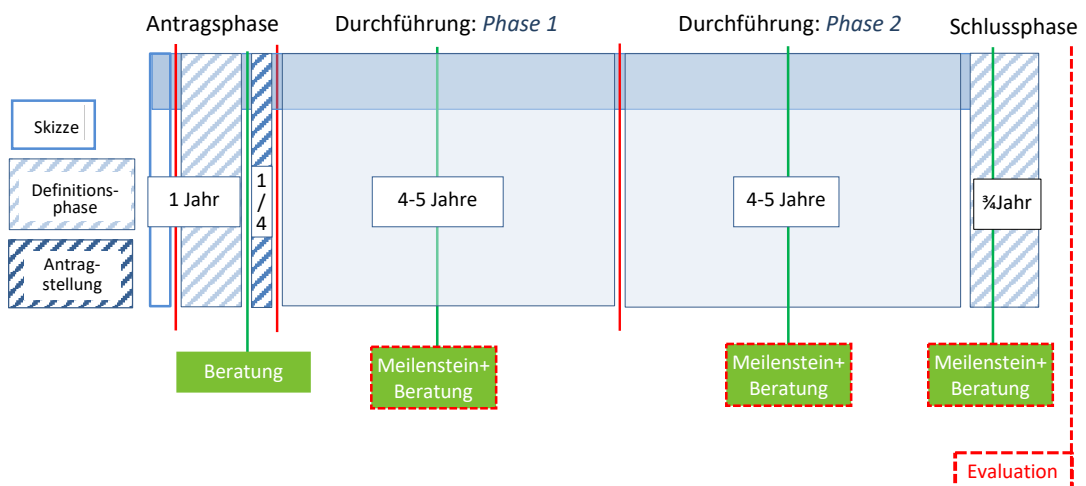 Antragsphase
Durchführung: Phase 1
Durchführung: Phase 2
Schlussphase
Skizze
Definitions-
phase
Antrag-
stellung
1 Jahr
1
/
4
4-5 Jahre
4-5 Jahre
¾Jahr
Beratung
Meilenstein+
Beratung
Meilenstein+
Beratung
Meilenstein+
Beratung
Evaluation